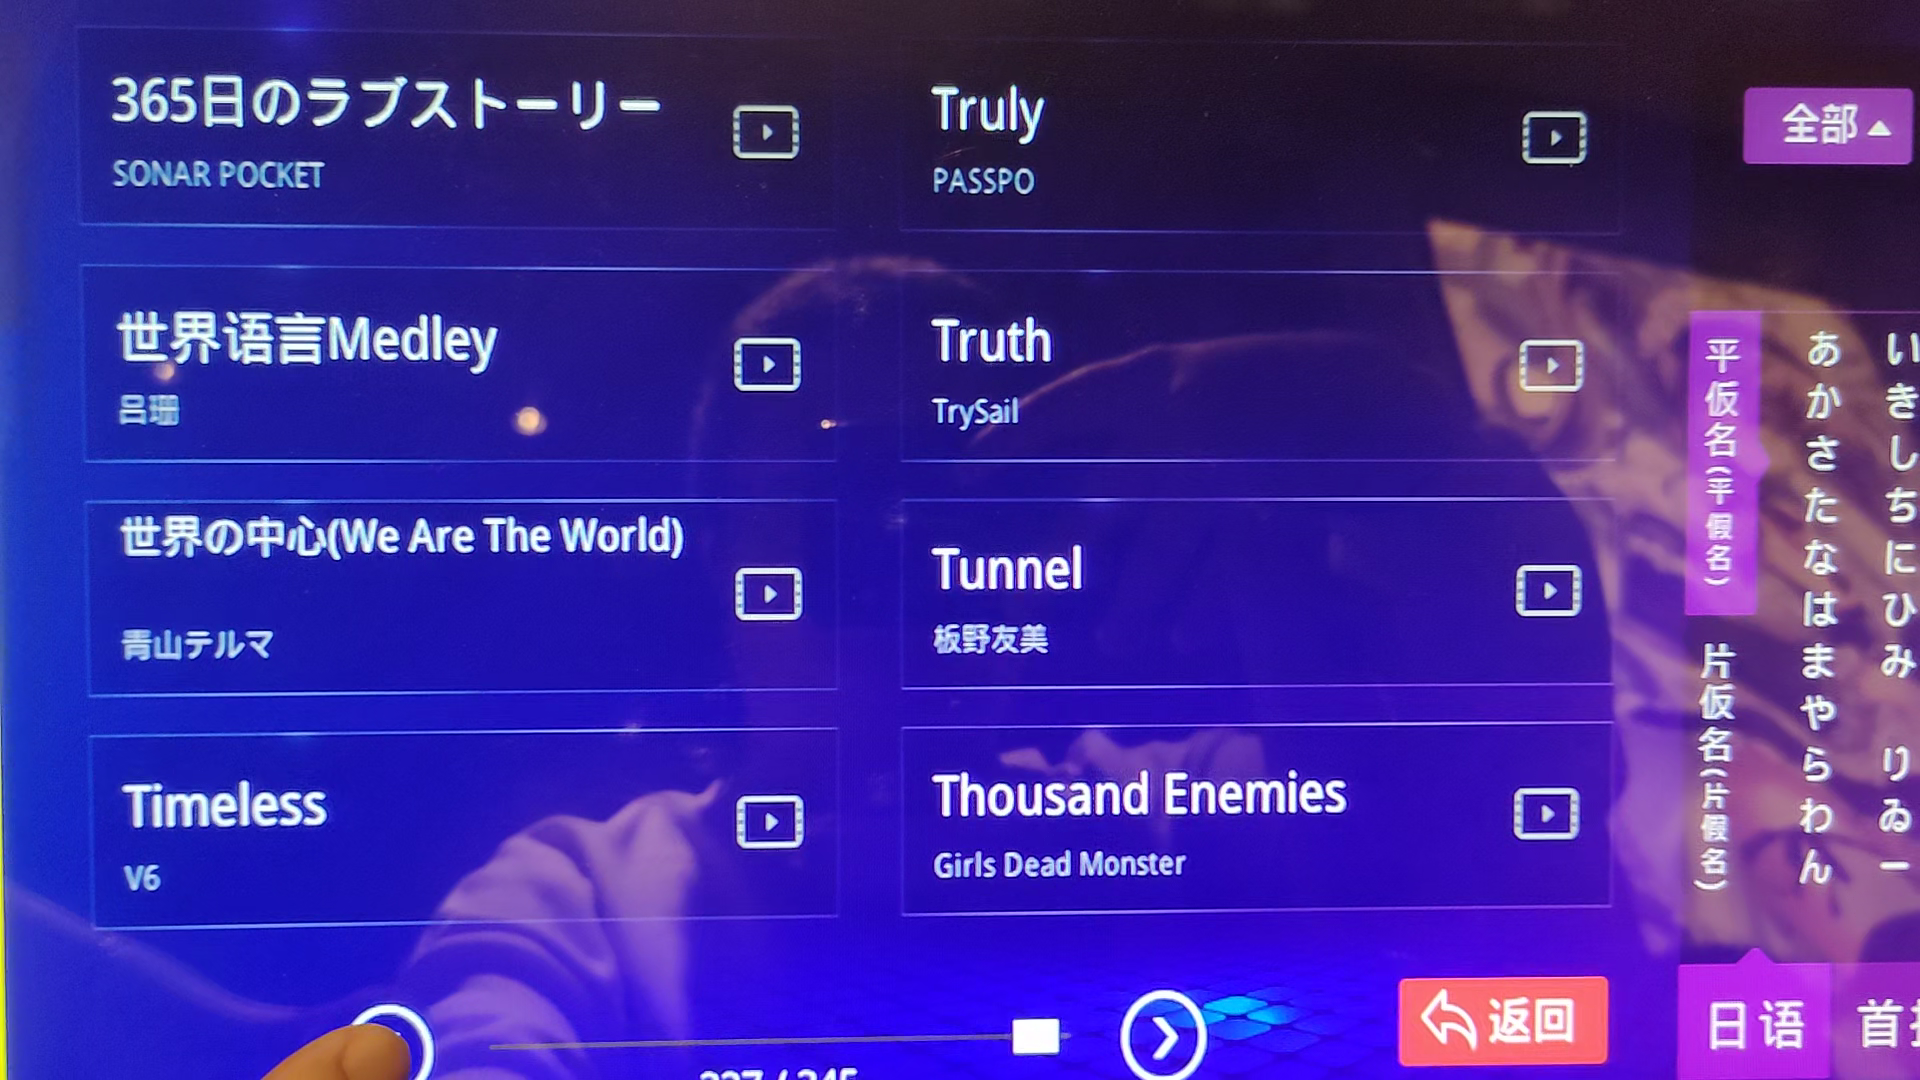 365日のラブストーリー
SONAR POCKET
Truly
PASSPO
世界语言Medley
吕珊
Truth
TrySail
世界の中心(We Are The World)
青山テルマ
Tunnel
板野友美
Timeless
V6
Thousand Enemies
Girls Dead Monster
返回
全部
平仮名(平假名)
片仮名(片假名)
あかさたなはまやらわん
いきしちにひみ りゐー
日语
首